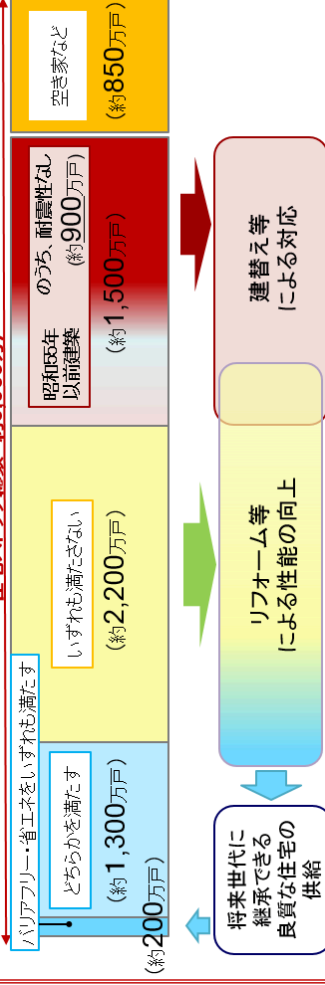 バリアフリー・省エネをいずれも満たす
(約200万戸)
どちらかを満たす
(約1,300万戸)
いずれも満たさない
(約2,200万戸)
昭和55年
以前建築
のうち、耐震性なし
(約900万戸)
(約1,500万戸)
空き家など
(約850万戸)
将来世代に
継承できる
良質な住宅の
供給
リフォーム等
による性能の向上
建替え等
による対応